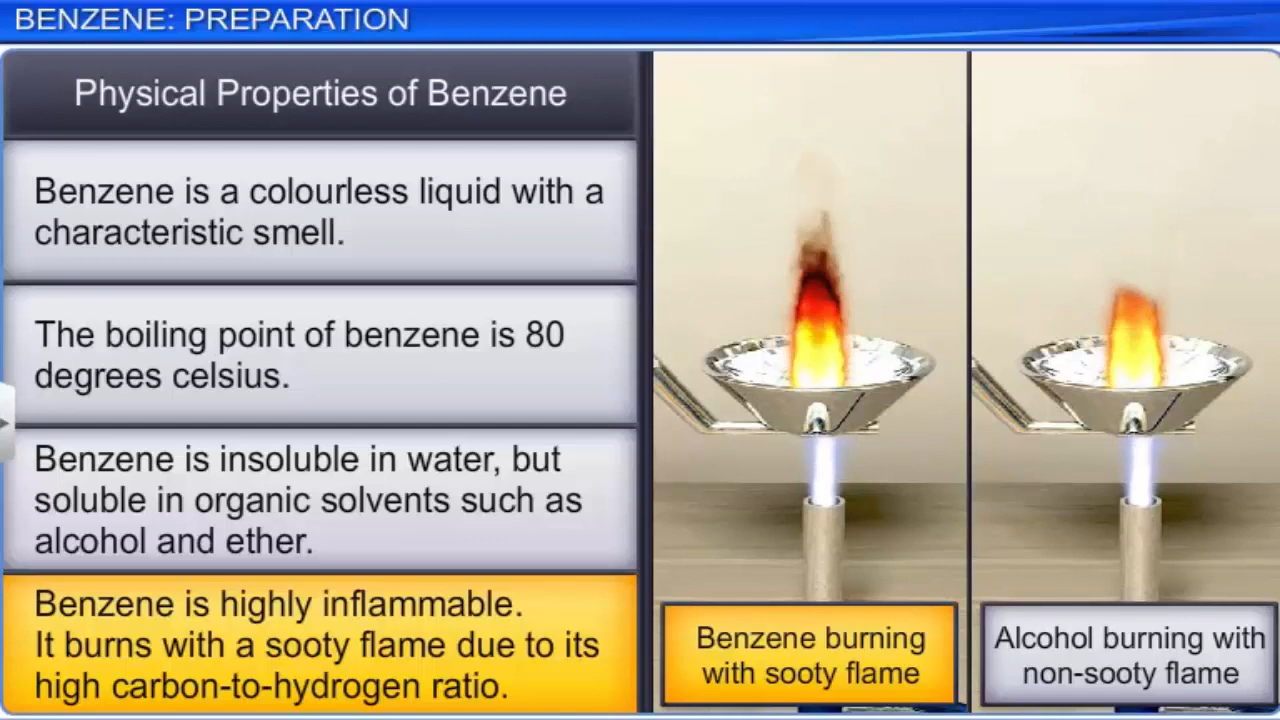 BENZENE: PREPARATION
Physical Properties of Benzene
Benzene is a colourless liquid with a
characteristic smell.
The boiling point of benzene is 80
degrees celsius.
Benzene is insoluble in water, but
soluble in organic solvents such as
alcohol and ether.
Benzene is highly inflammable.
It burns with a sooty flame due to its
high carbon-to-hydrogen ratio.
Benzene burning
with sooty flame
Alcohol burning with
non-sooty flame